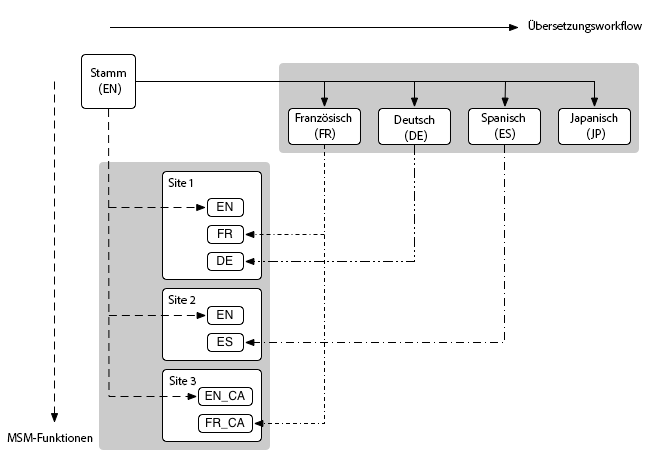 Übersetzungsworkflow
Stamm
(EN)
Französisch
(FR)
Deutsch
(DE)
Spanisch
(ES)
Japanisch
(JP)
Site 1
EN
FR
DE
Site 2
EN
ES
Site 3
EN_CA
FR_CA
MSM-Funktionen